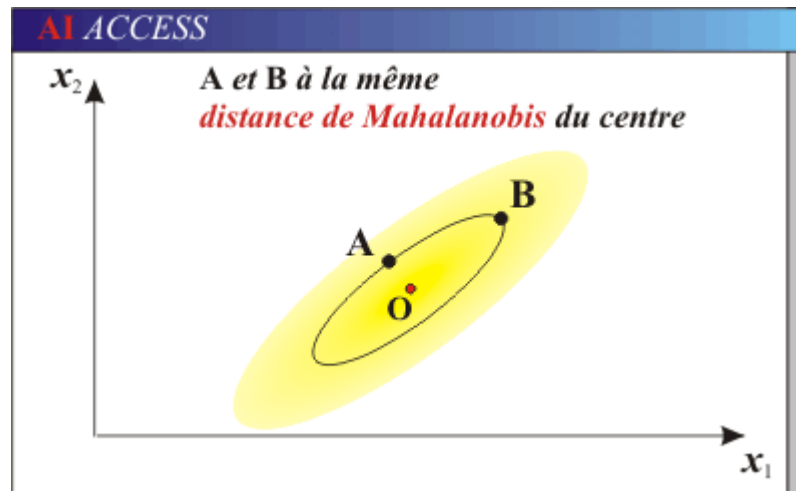 AI ACCESS
x₂
A et B à la même
distance de Mahalanobis du centre
B
A
O
x₁